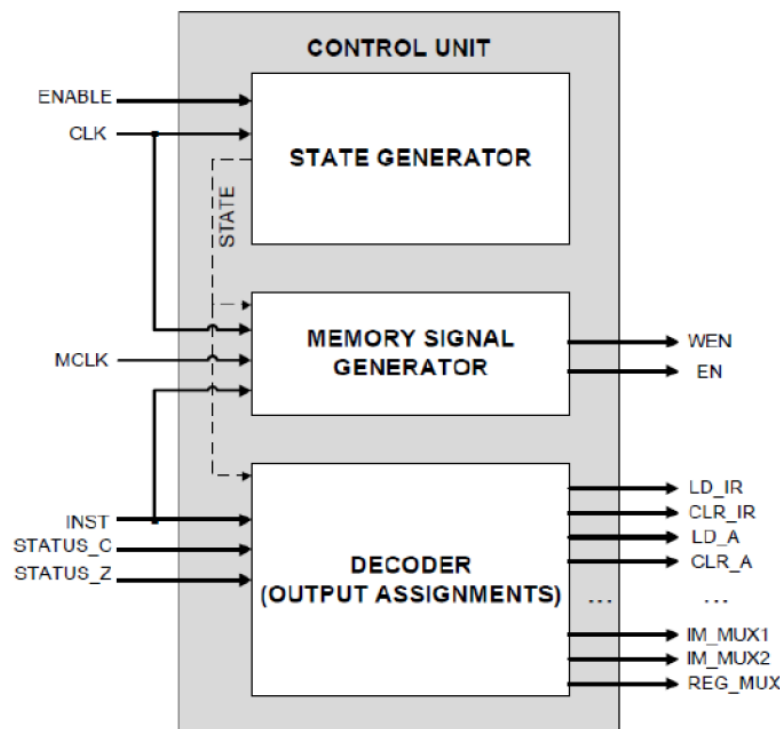 CONTROL UNIT
ENABLE
CLK
STATE GENERATOR
STATE
MEMORY SIGNAL
GENERATOR
WEN
EN
MCLK
INST
STATUS_C
STATUS_Z
DECODER
(OUTPUT ASSIGNMENTS)
LD_IR
CLR_IR
LD_A
CLR_A
... ...
IM_MUX1
IM_MUX2
REG_MUX